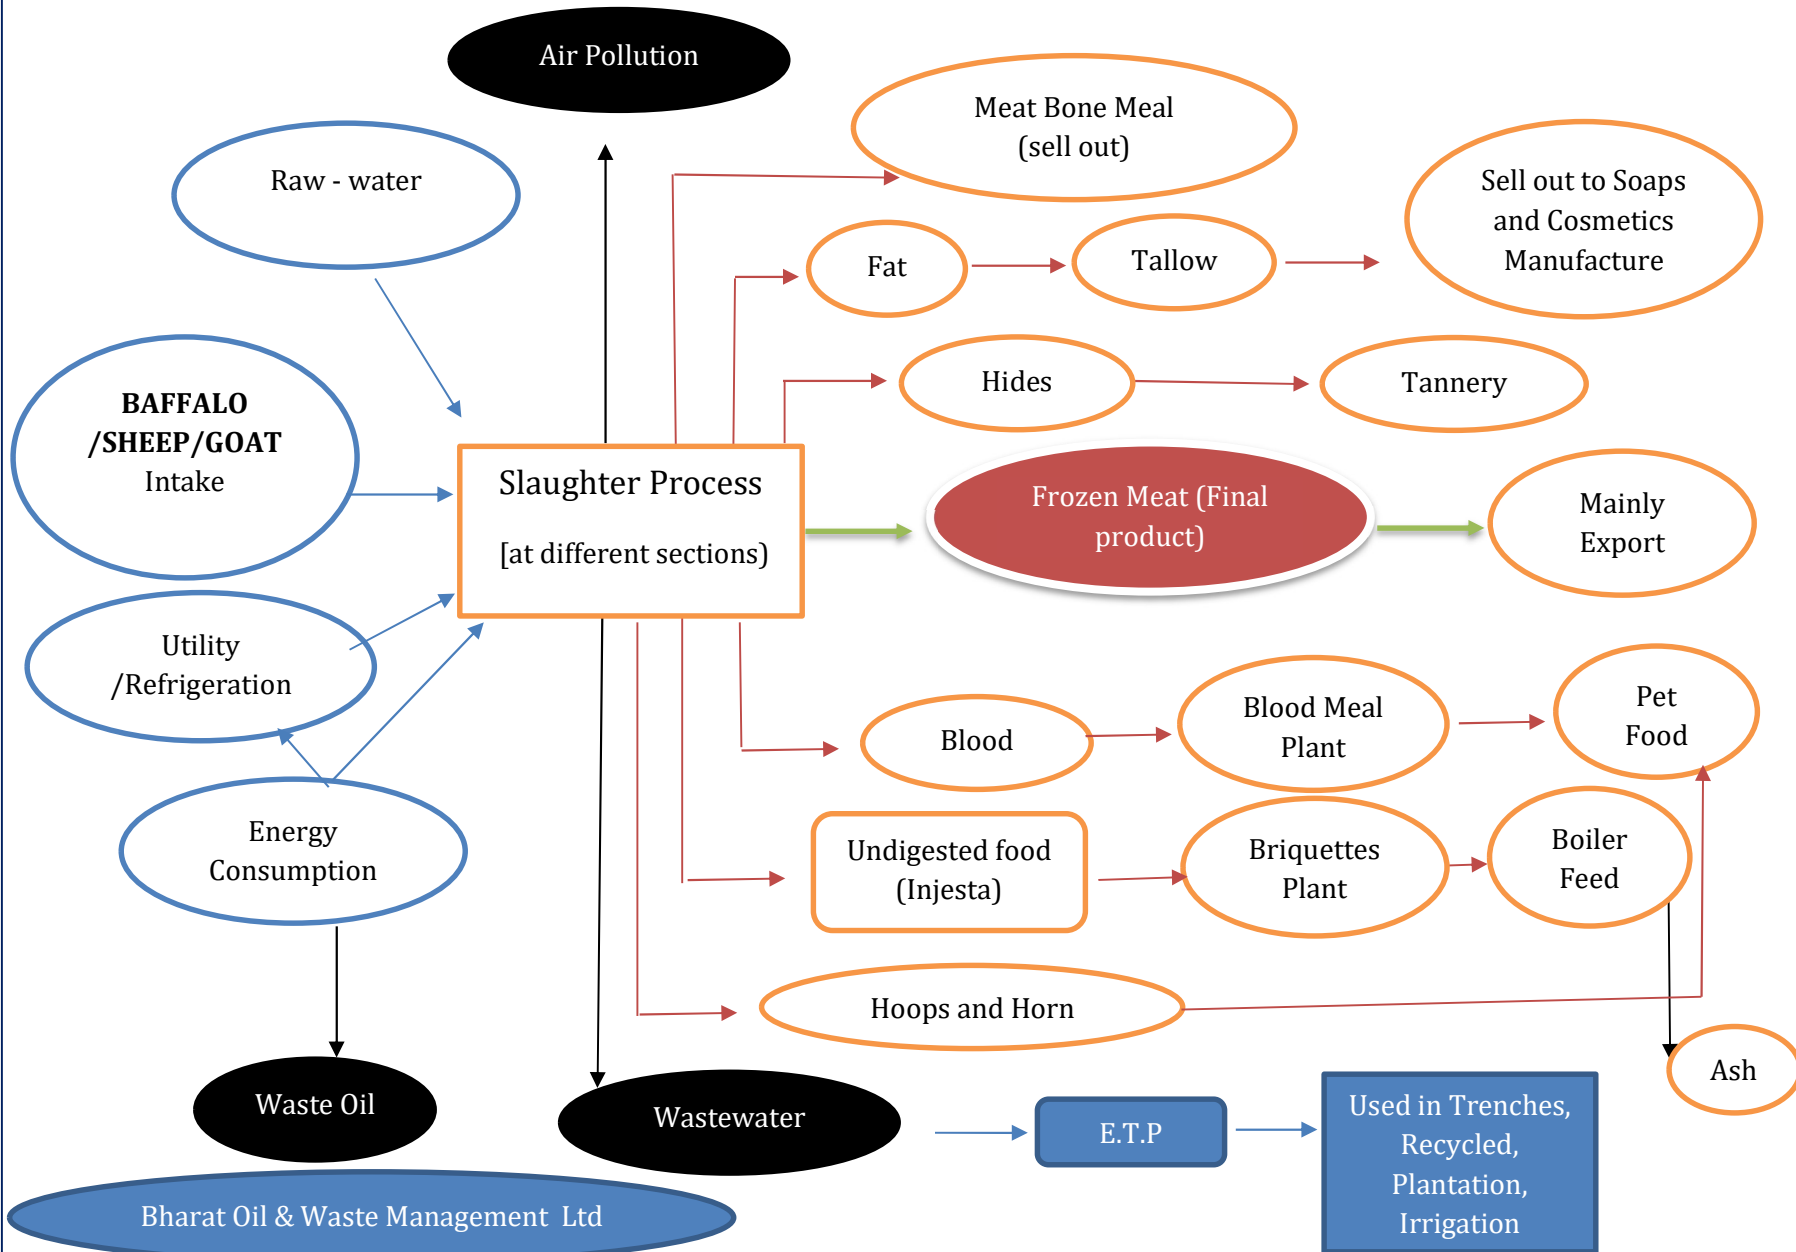 Air Pollution
Meat Bone Meal
(sell out)
Raw - water
Sell out to Soaps
and Cosmetics
Manufacture
Fat
Tallow
BAFFALO
/SHEEP/GOAT
Intake
Hides
Tannery
Slaughter Process
[at different sections)
Frozen Meat (Final
product)
Mainly
Export
Utility
/Refrigeration
Blood
Blood Meal
Plant
Pet
Food
Energy
Consumption
Undigested food
(Injesta)
Briquettes
Plant
Boiler
Feed
Hoops and Horn
Ash
Waste Oil
Wastewater
E.T.P
Used in Trenches,
Recycled,
Plantation,
Irrigation
Bharat Oil & Waste Management  Ltd